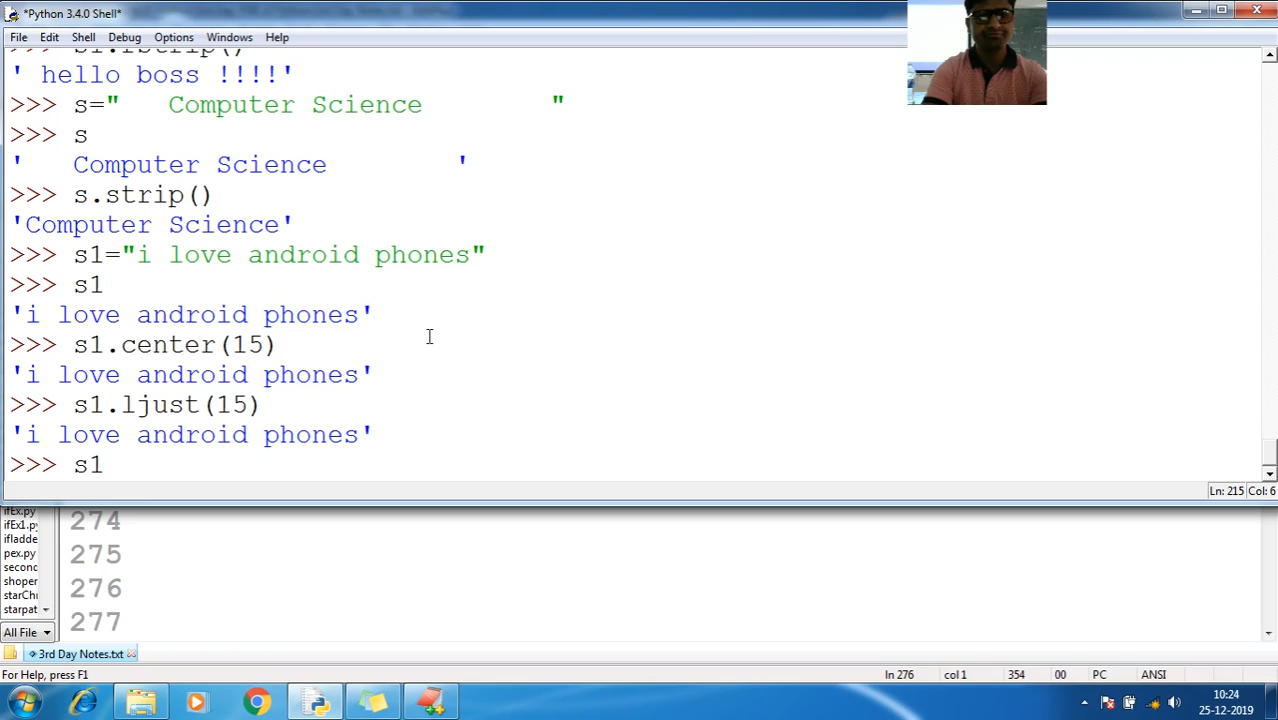 *Python 3.4.0 Shell*
File Edit Shell Debug Options Windows Help
' hello boss !!!!'
>>> s="   Computer Science        "
>>> s
'   Computer Science        '
>>> s.strip()
'Computer Science'
>>> s1="i love android phones"
>>> s1
'i love android phones'
>>> s1.center(15)
'i love android phones'
>>> s1.ljust(15)
'i love android phones'
>>> s1
Ln: 215 Col: 6
ifEx.py
ifEx1.py
ifladde
pex.py
second
shoper
starChr
starpat
274
275
276
277
All File
3rd Day Notes.txt
For Help, press F1 ln 276 col 1 354 00 PC ANSI
10:24
25-12-2019